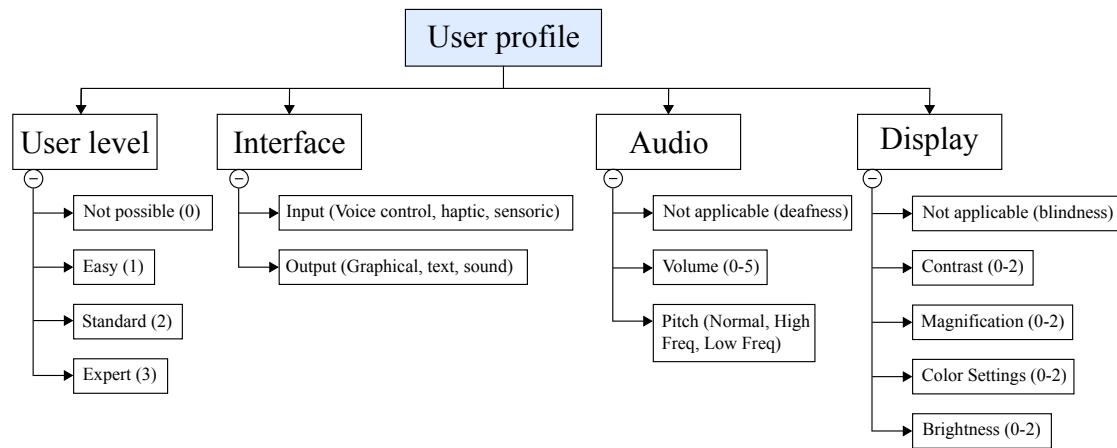 User profile
User level
Interface
Audio
Display
Not possible (0)
Easy (1)
Standard (2)
Expert (3)
Input (Voice control, haptic, sensoric)
Output (Graphical, text, sound)
Not applicable (deafness)
Volume (0-5)
Pitch (Normal, High
Freq, Low Freq)
Not applicable (blindness)
Contrast (0-2)
Magnification (0-2)
Color Settings (0-2)
Brightness (0-2)